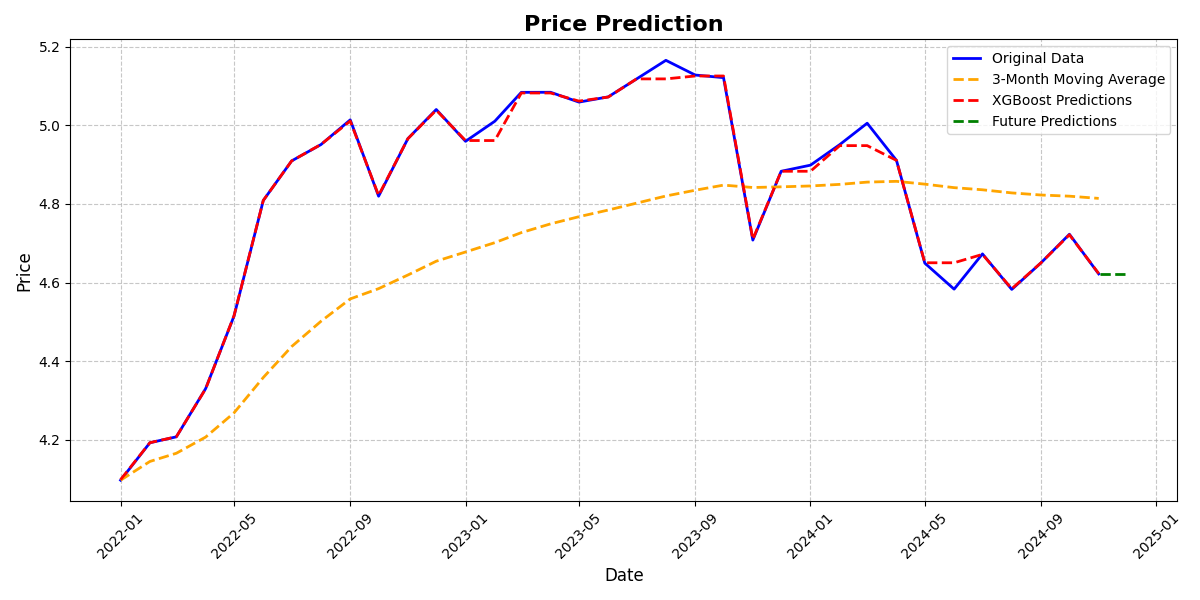 Price Prediction
Original Data
3-Month Moving Average
XGBoost Predictions
Future Predictions
5.2
5.0
4.8
4.6
4.4
4.2
Price
2022-01
2022-05
2022-09
2023-01
2023-05
2023-09
2024-01
2024-05
2024-09
2025-01
Date